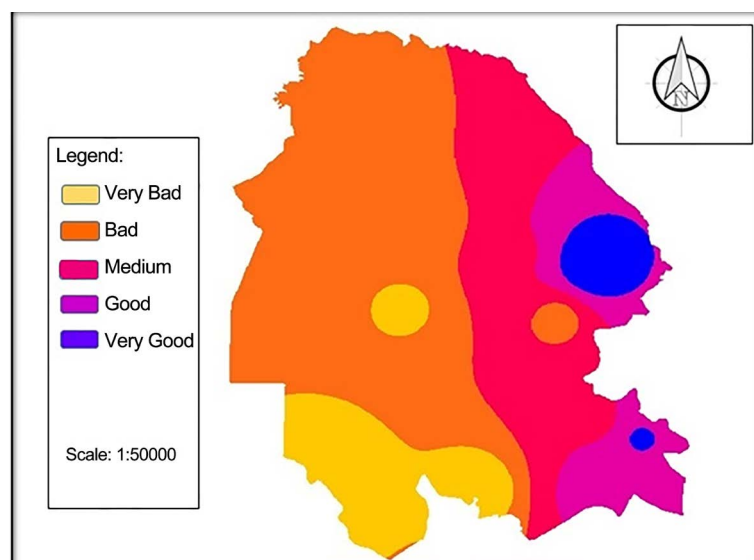 N
Legend:
Very Bad
Bad
Medium
Good
Very Good
Scale: 1:50000